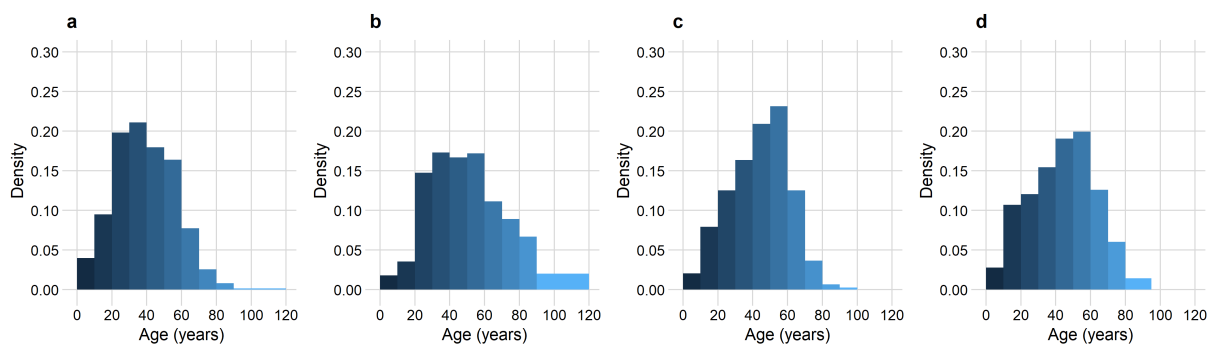 a b c d
0.30 0.30 0.30 0.30
0.25 0.25 0.25 0.25
0.20 0.20 0.20 0.20
0.15 0.15 0.15 0.15
0.10 0.10 0.10 0.10
0.05 0.05 0.05 0.05
0.00 0.00 0.00 0.00
Density Density Density Density
0 20 40 60 80 100 120 0 20 40 60 80 100 120 0 20 40 60 80 100 120 0 20 40 60 80 100 120
Age (years) Age (years) Age (years) Age (years)